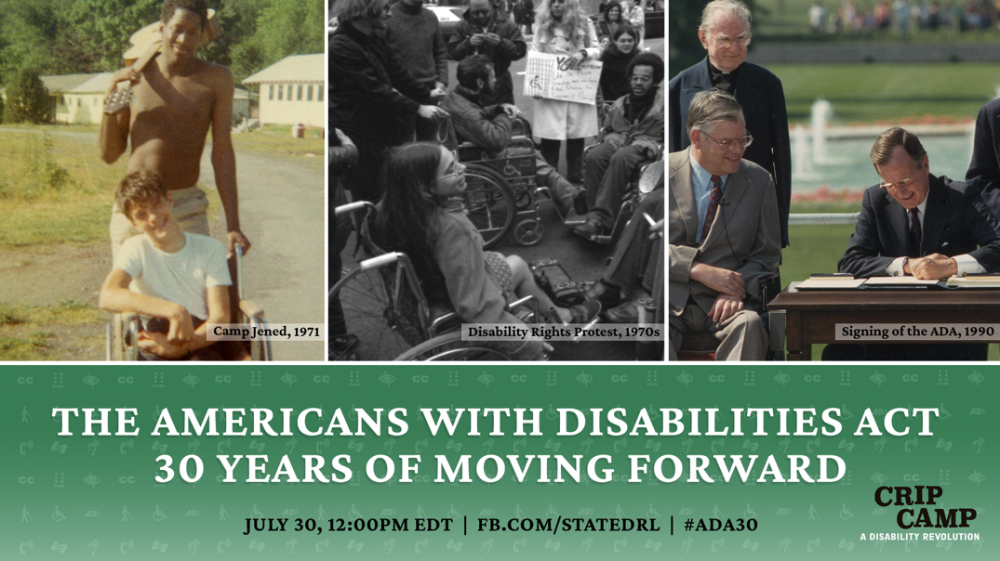 Camp Jened, 1971
Disability Rights Protest, 1970s
Signing of the ADA, 1990
THE AMERICANS WITH DISABILITIES ACT
30 YEARS OF MOVING FORWARD
JULY 30, 12:00PM EDT | FB.COM/STATEDRL | #ADA30
CRIP
CAMP
A DISABILITY REVOLUTION